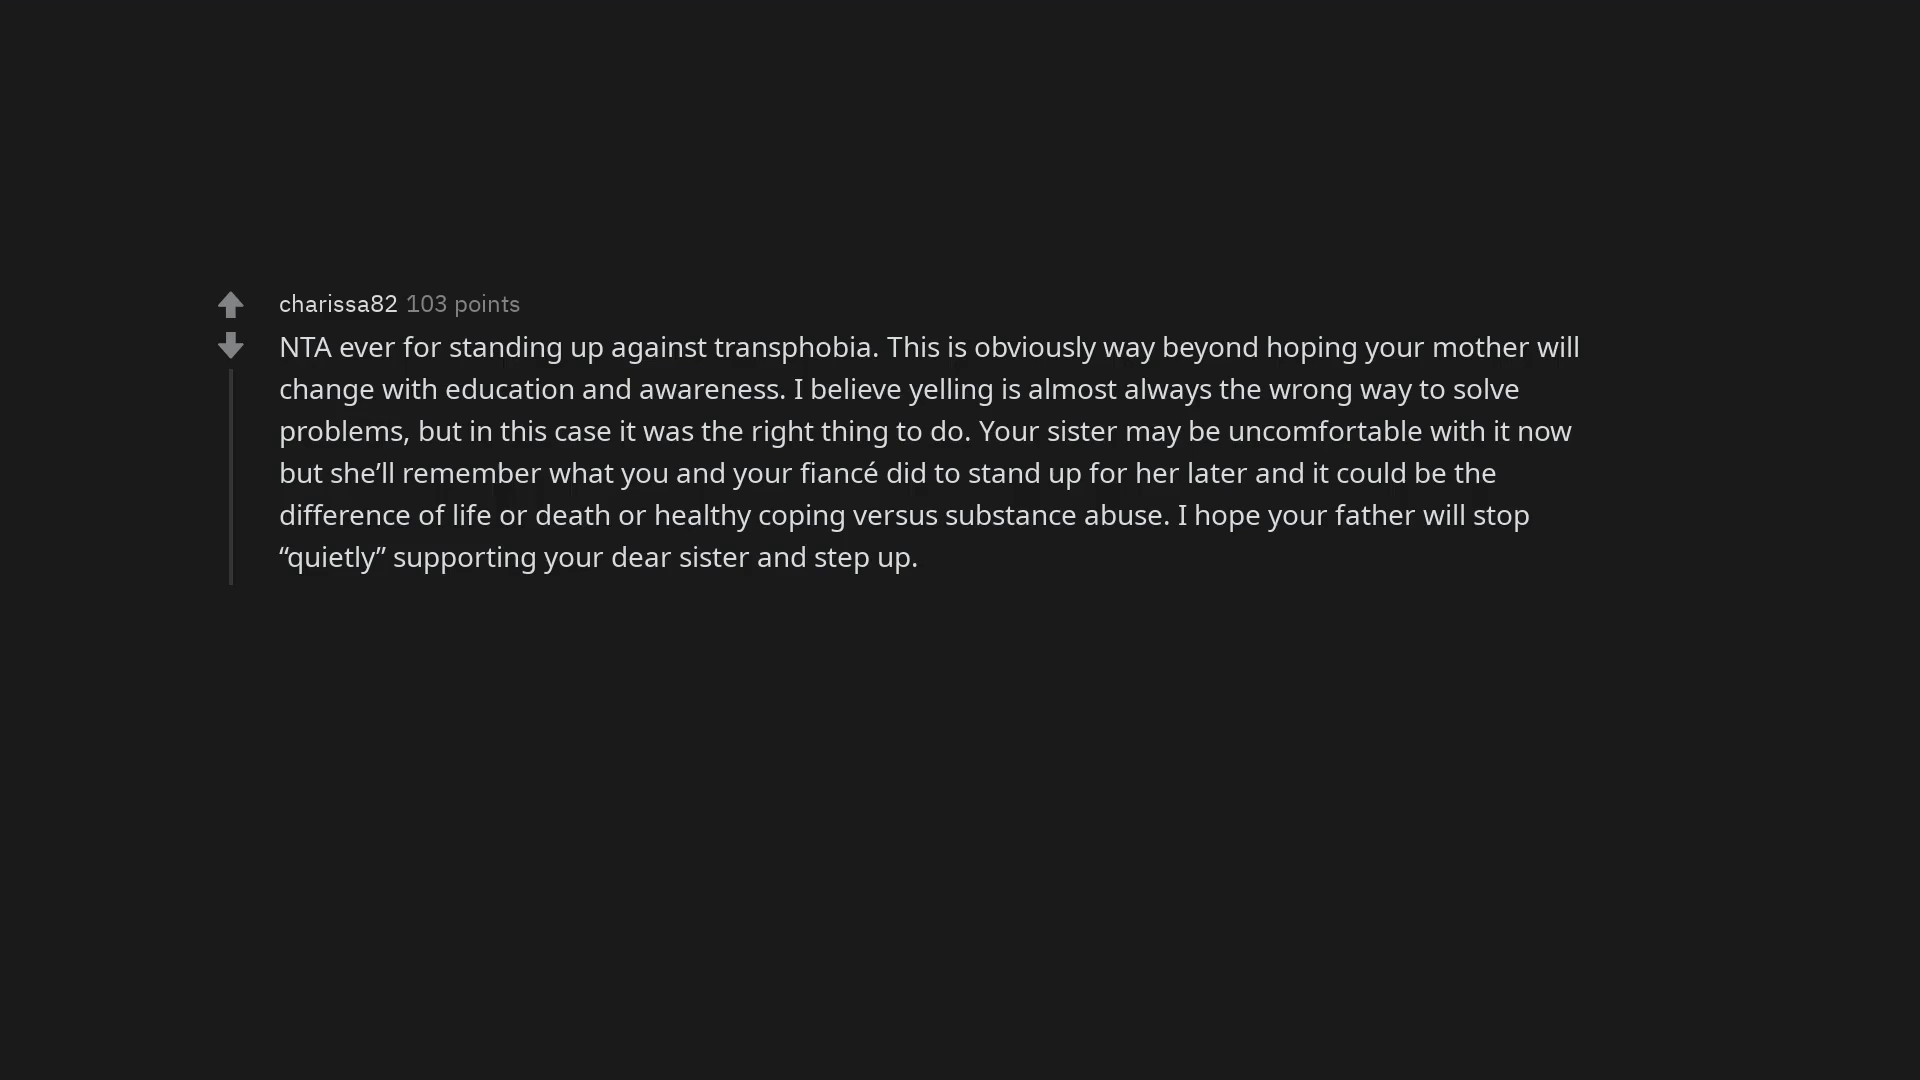 charissa82 103 points
NTA ever for standing up against transphobia. This is obviously way beyond hoping your mother will
change with education and awareness. I believe yelling is almost always the wrong way to solve
problems, but in this case it was the right thing to do. Your sister may be uncomfortable with it now
but she’ll remember what you and your fiancé did to stand up for her later and it could be the
difference of life or death or healthy coping versus substance abuse. I hope your father will stop
“quietly” supporting your dear sister and step up.